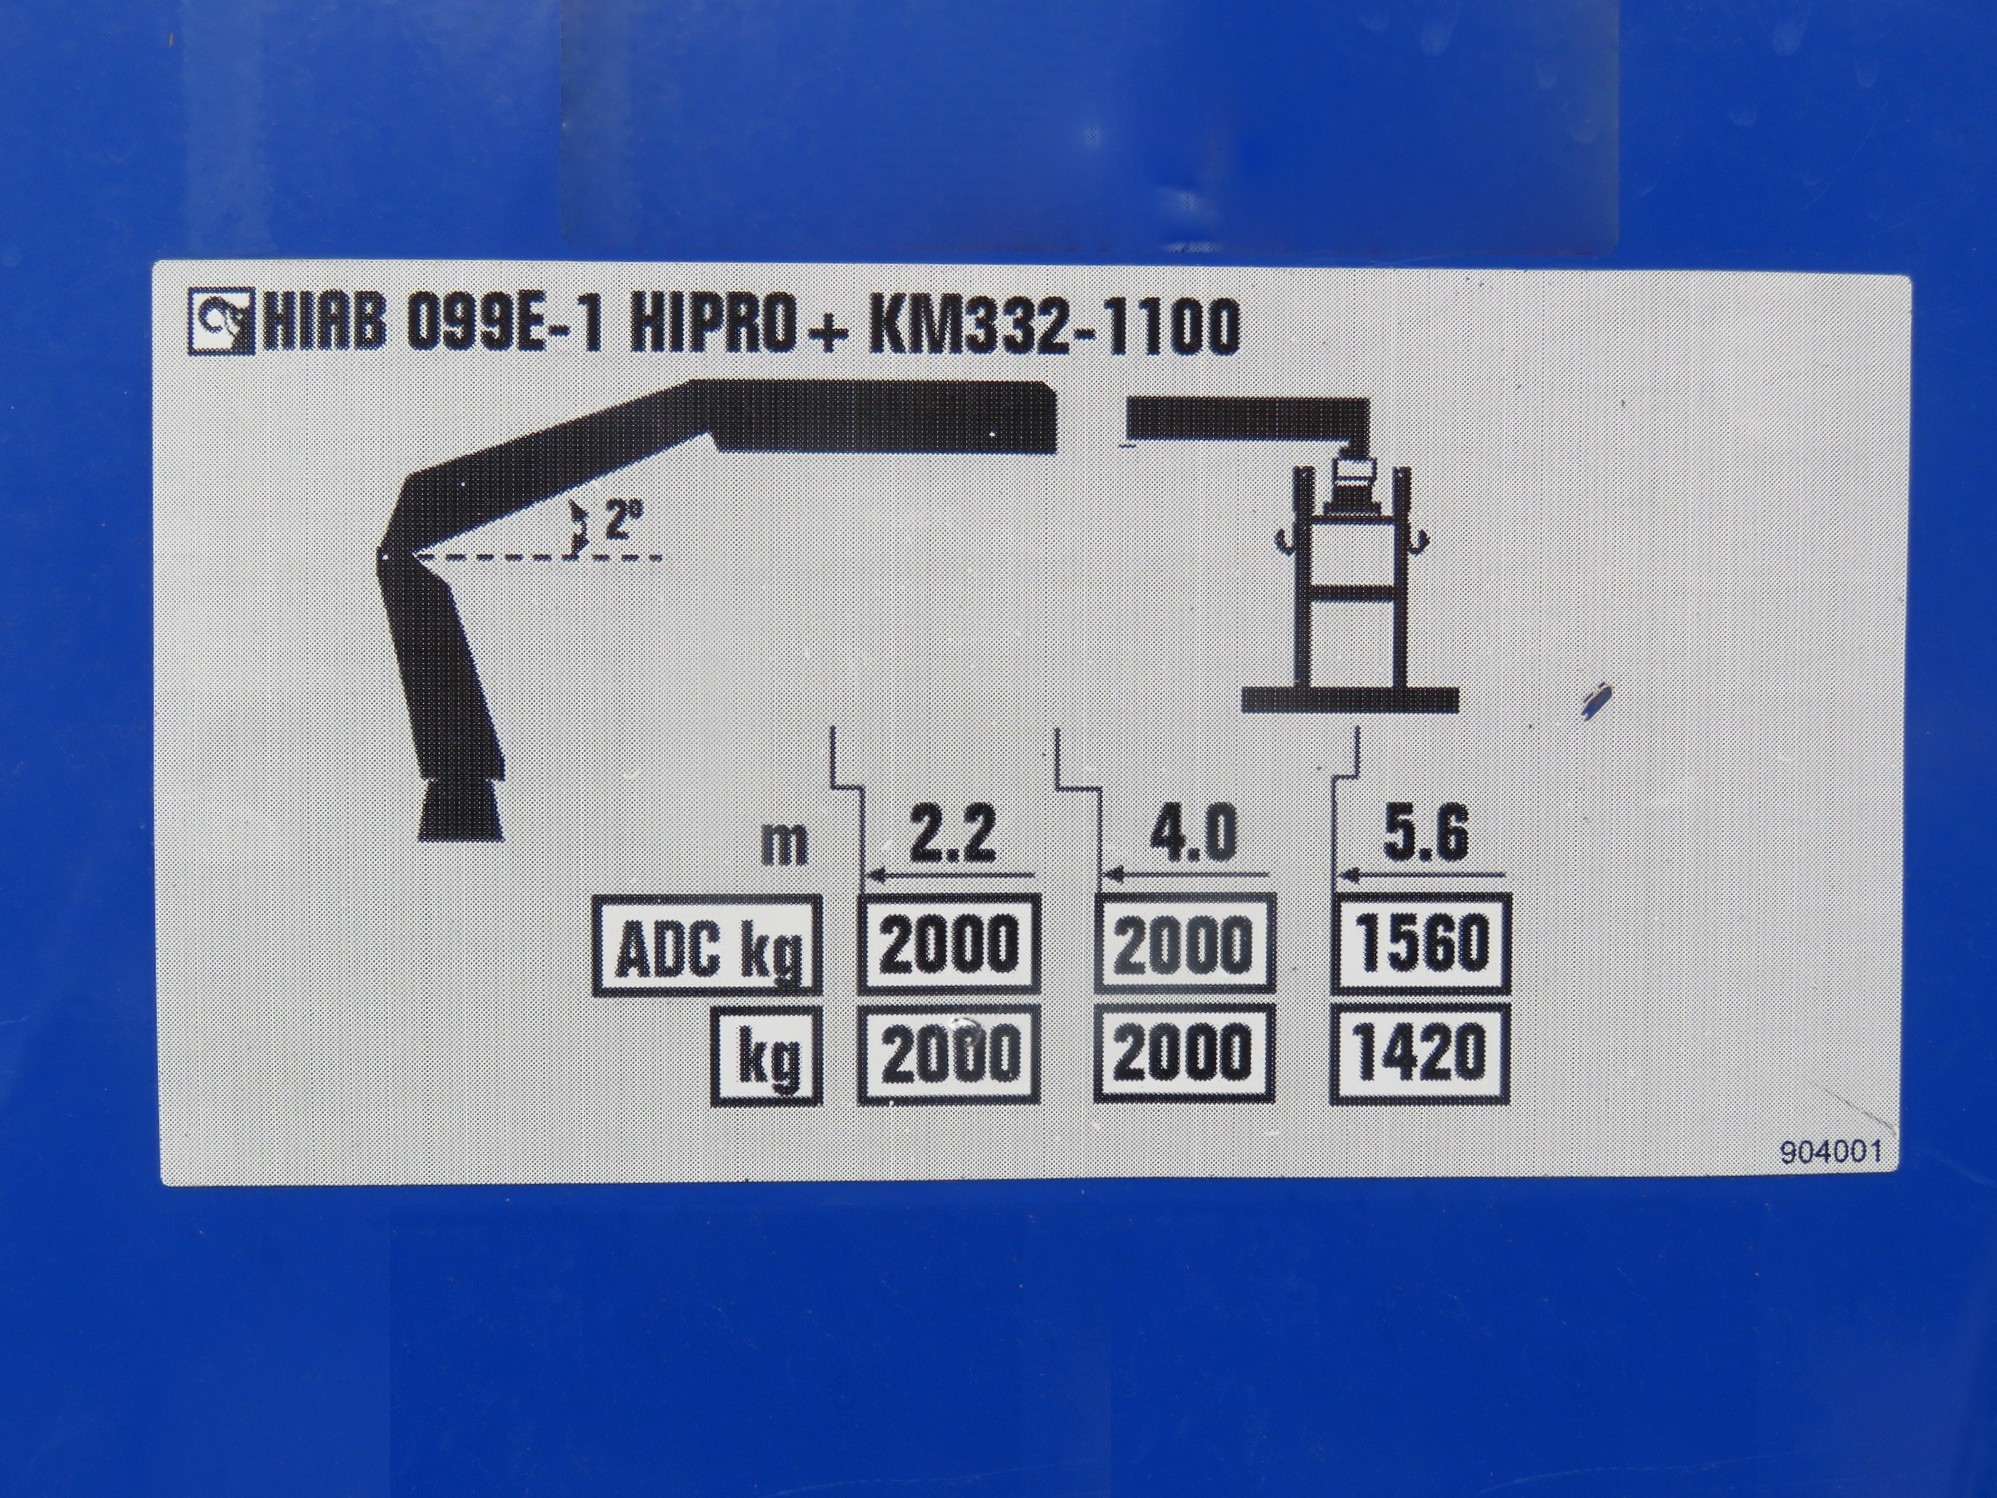 HIAB 099E-1 HIPRO + KM332-1100
2°
m 2.2 4.0 5.6
ADC kg 2000 2000 1560
kg 2000 2000 1420
904001